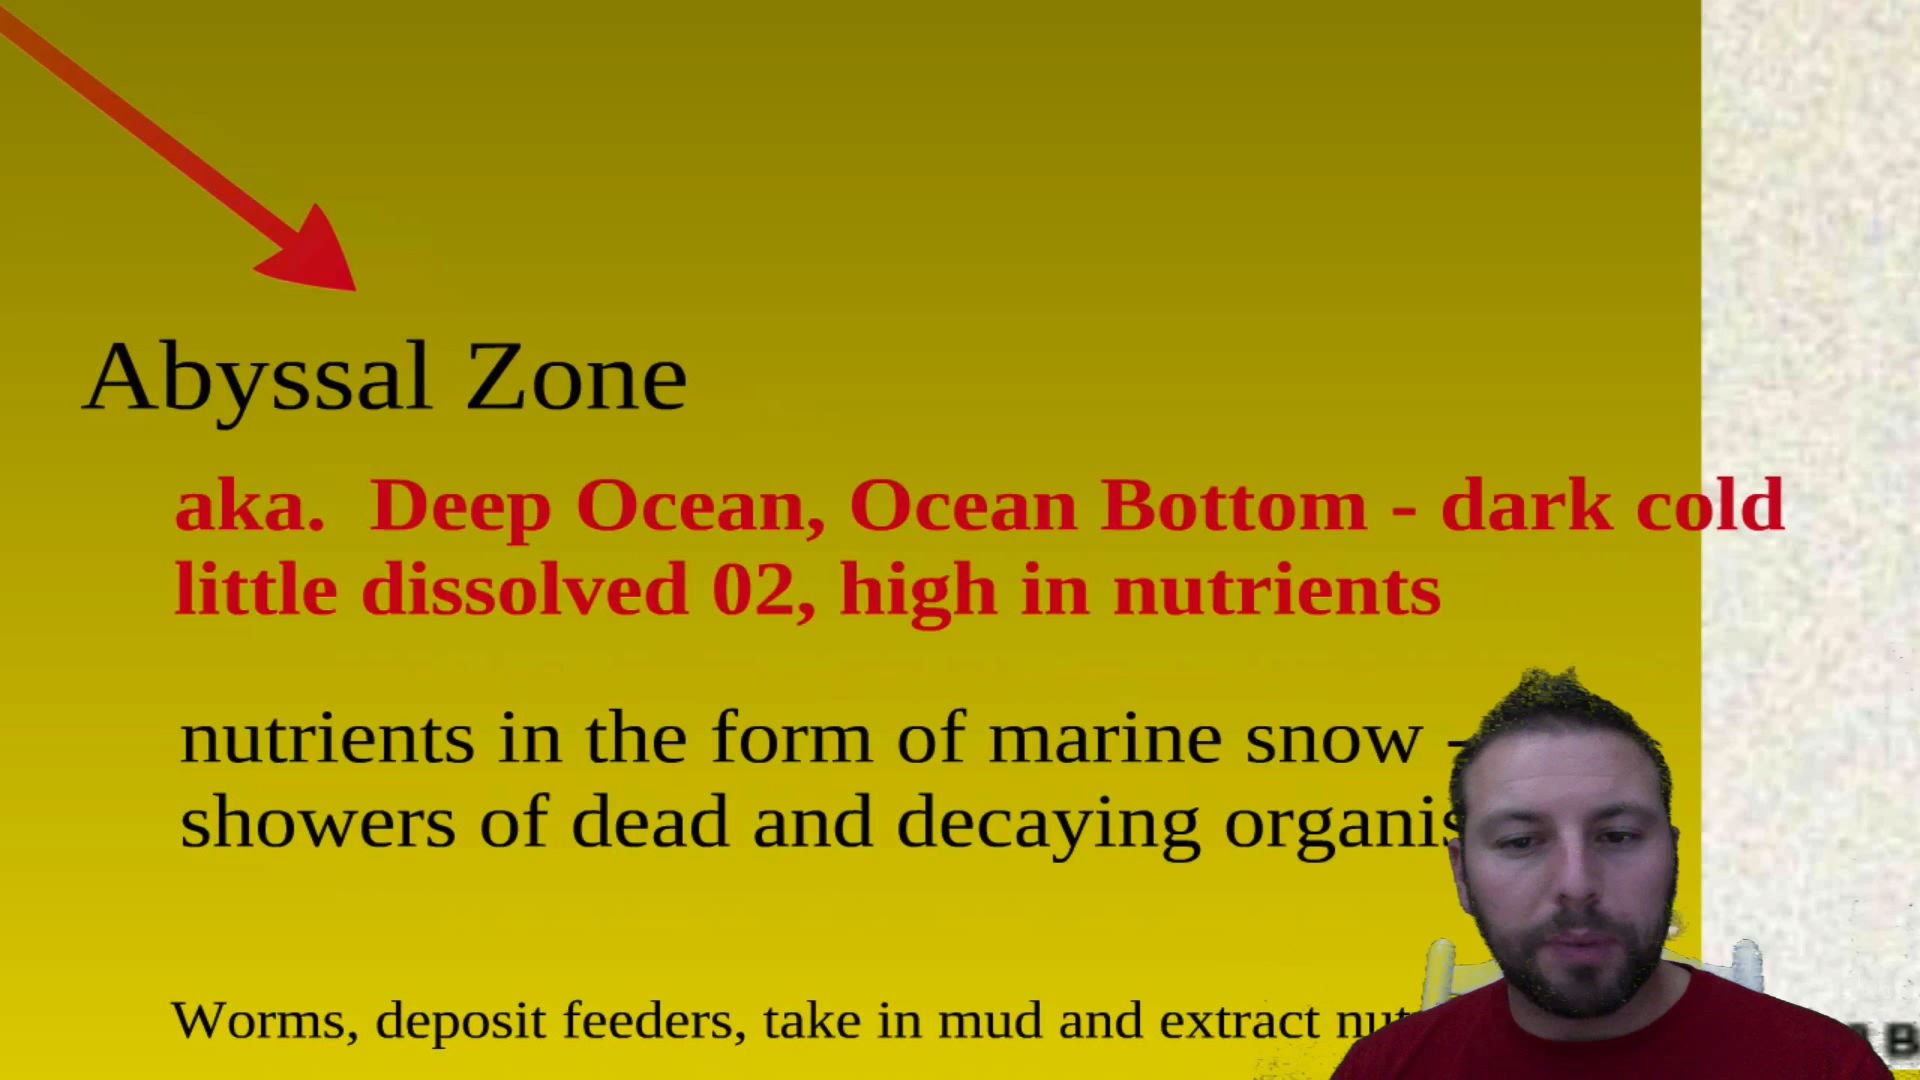 Abyssal Zone
aka. Deep Ocean, Ocean Bottom - dark cold
little dissolved 02, high in nutrients
nutrients in the form of marine snow -
showers of dead and decaying
Worms, deposit feeders, take in mud and extract
B